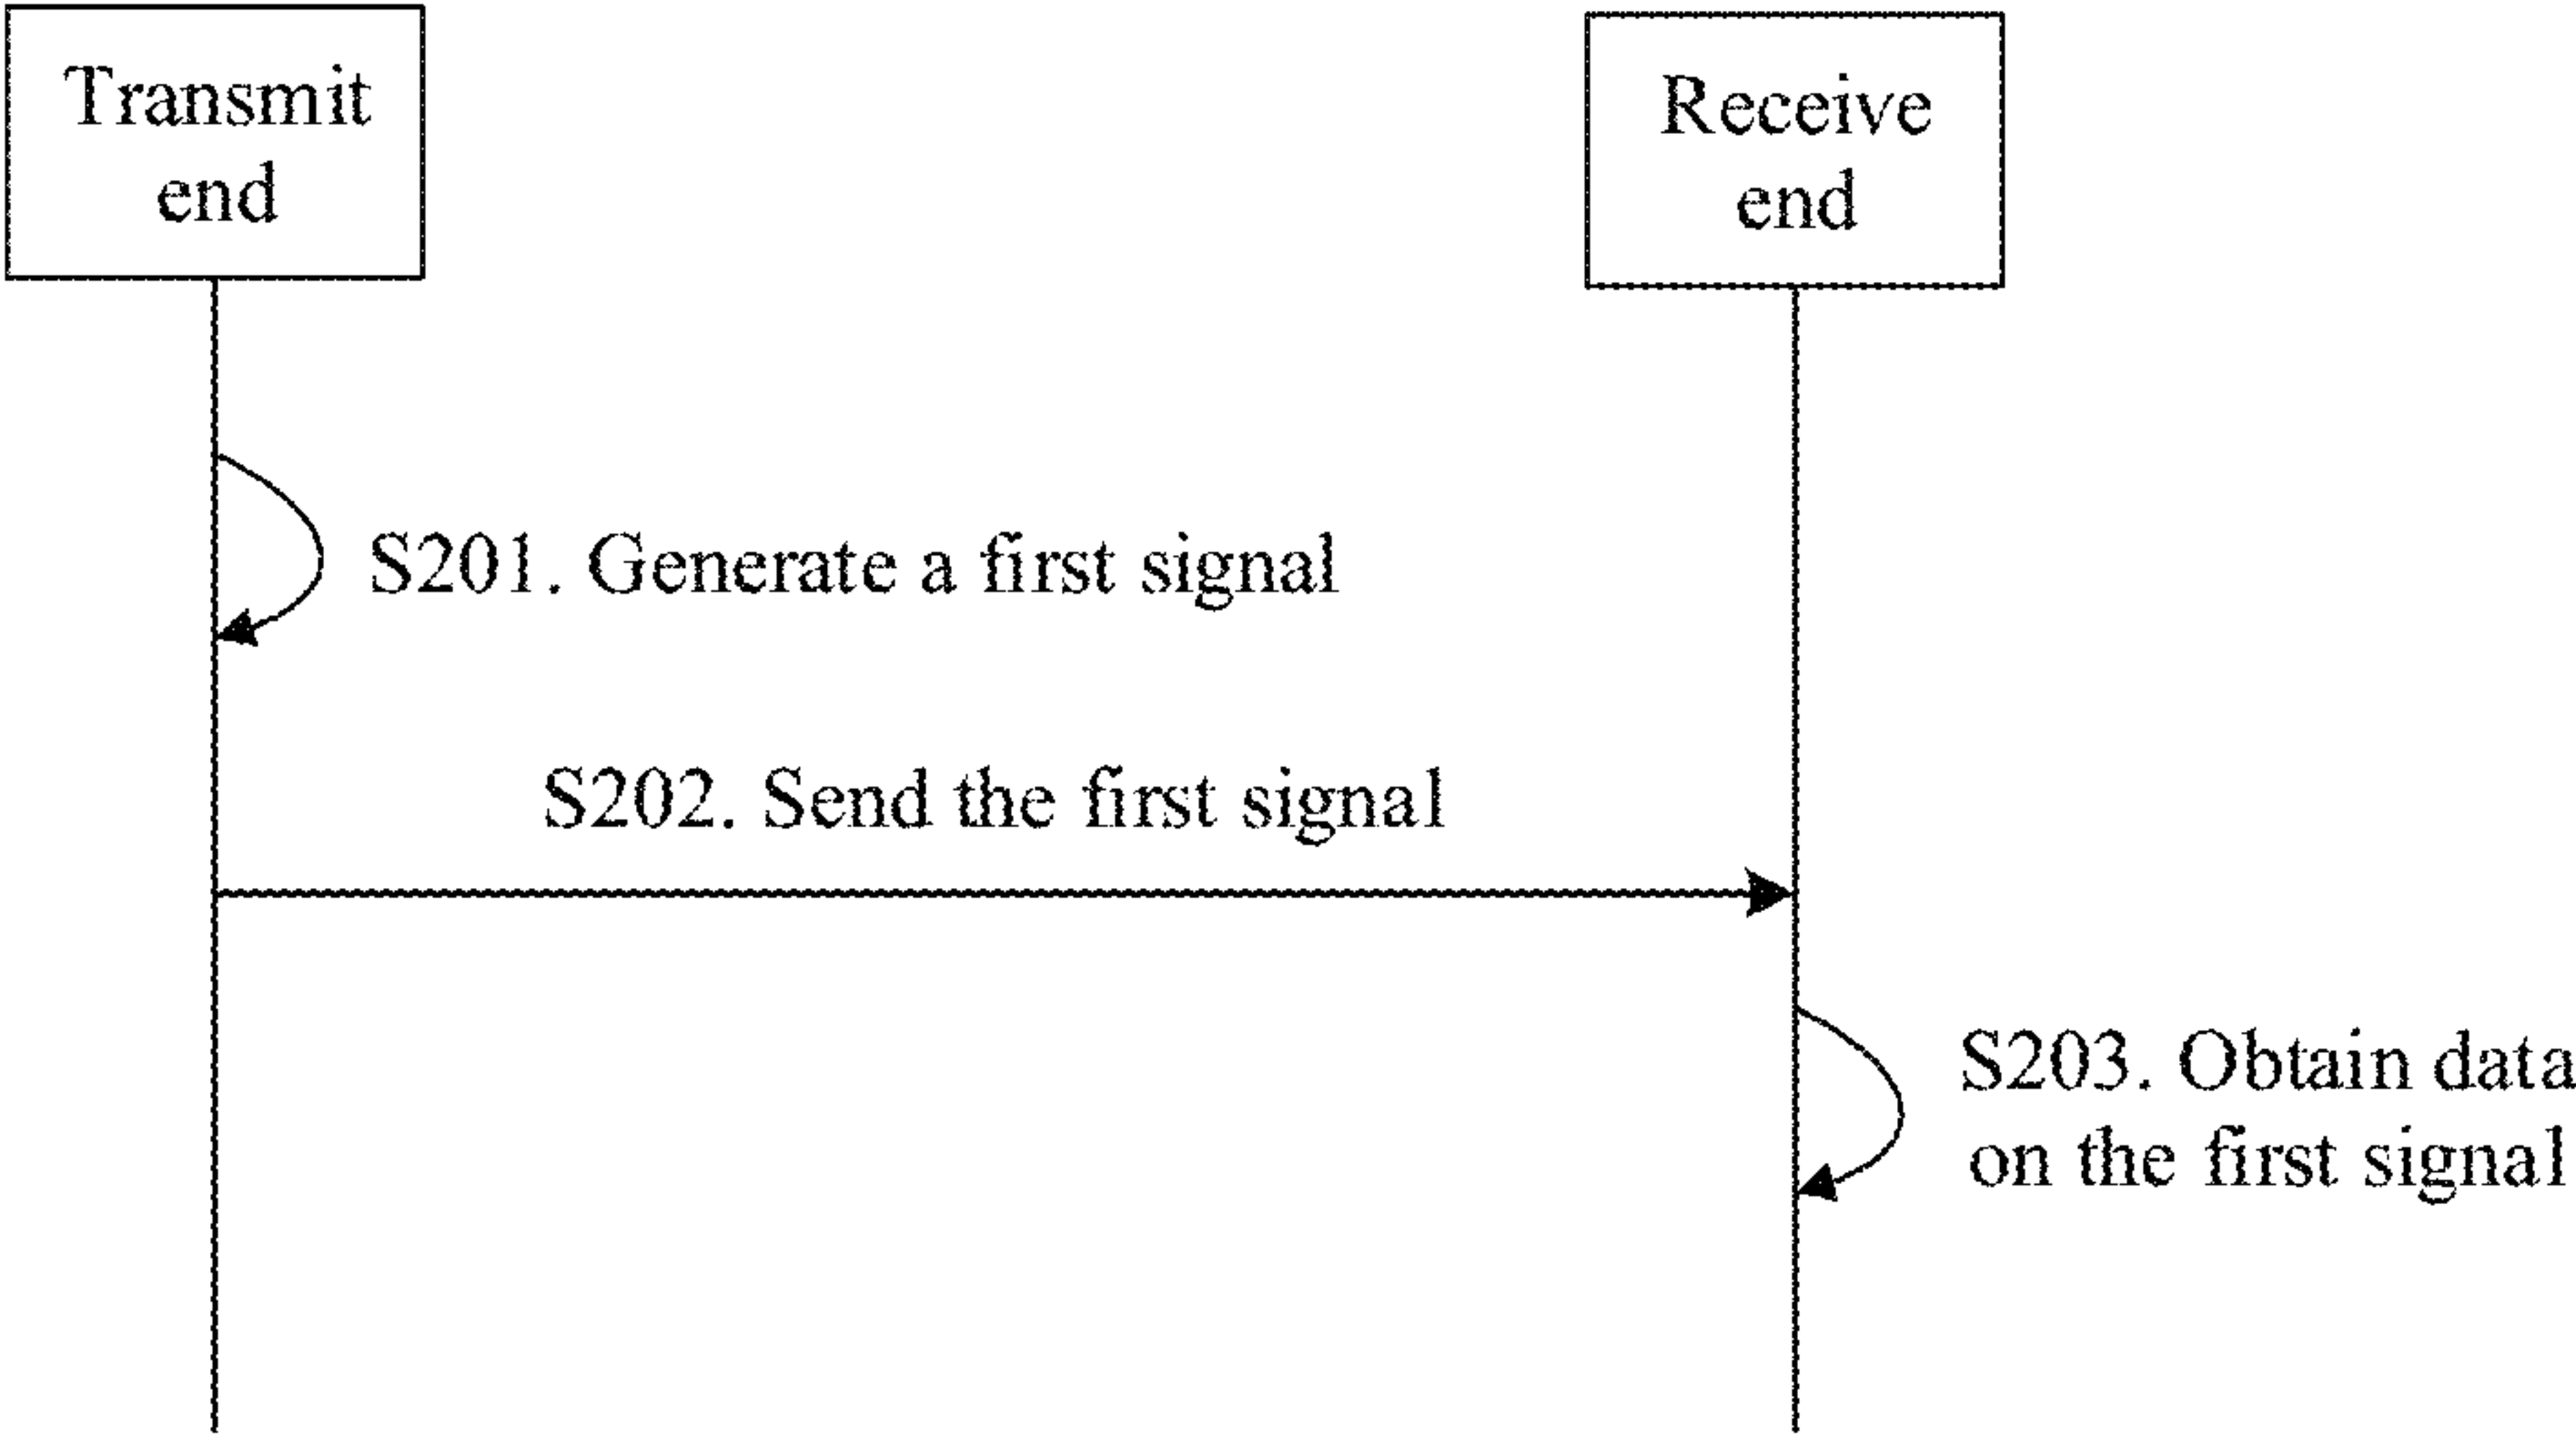 Transmit
end
Receive
end
S201. Generate a first signal
S202. Send the first signal
S203. Obtain data
on the first signal